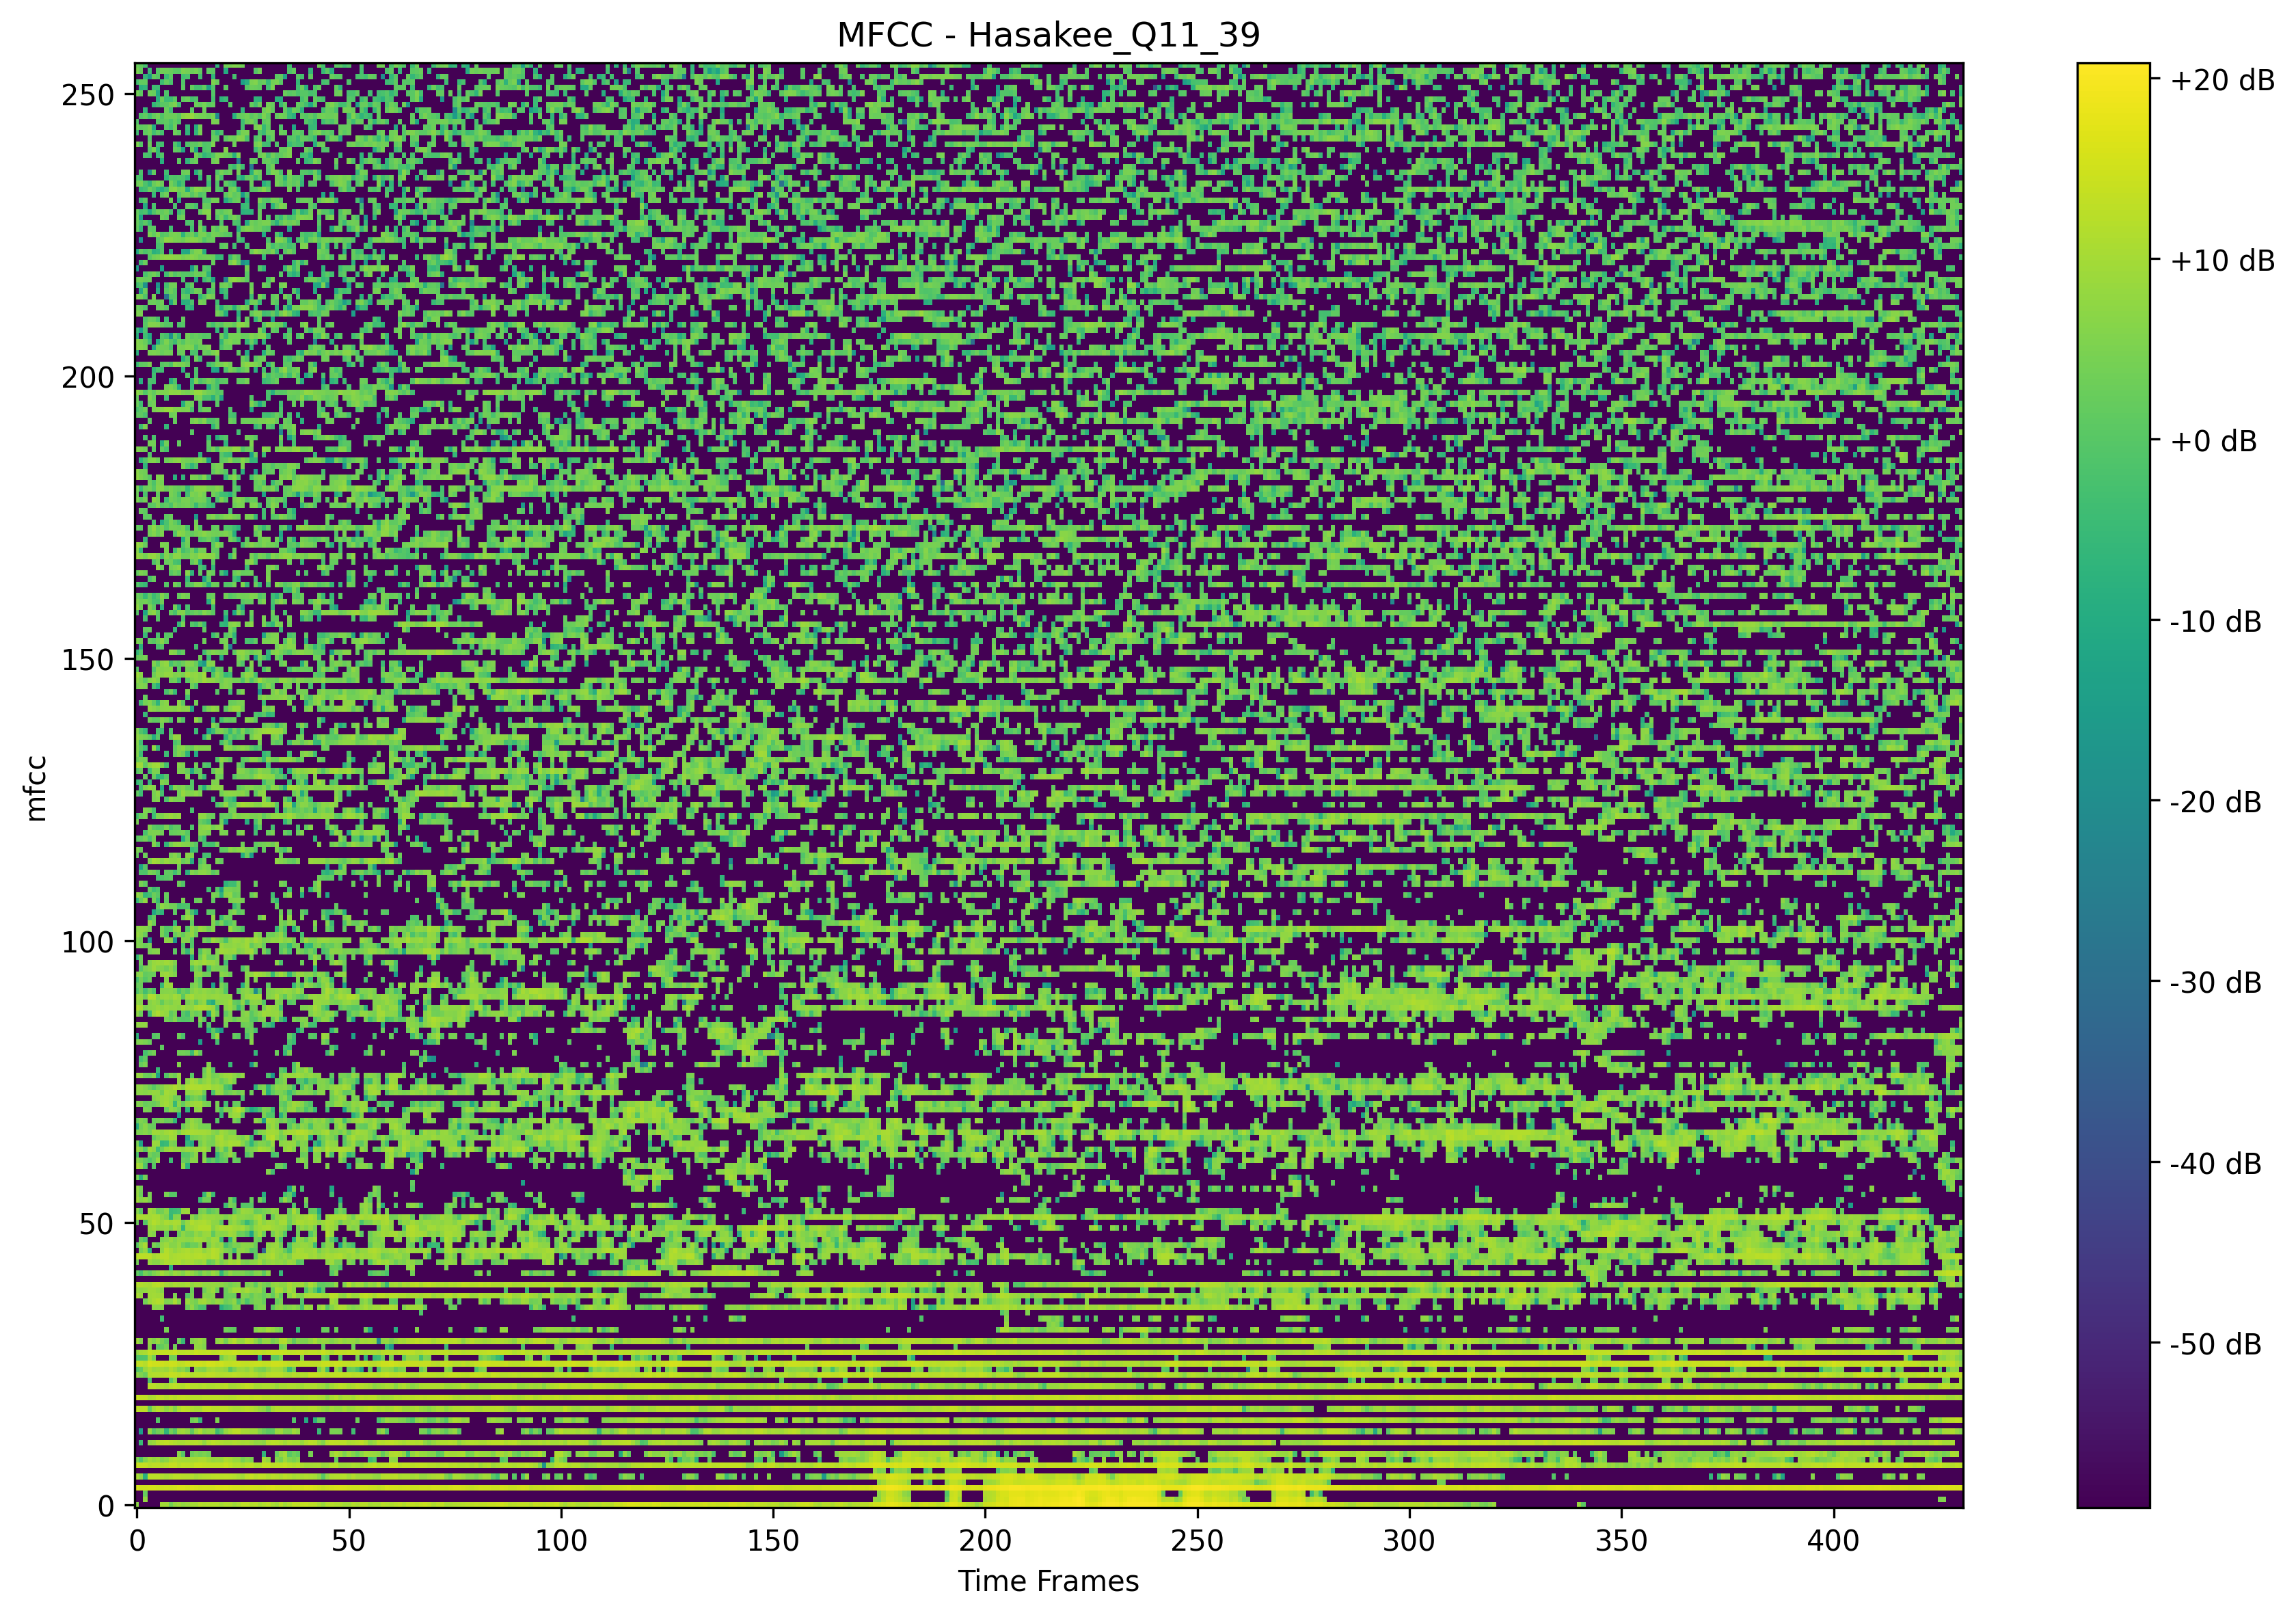 MFCC - Hasakee_Q11_39
250
200
150
100
50
0
mfcc
0 50 100 150 200 250 300 350 400
Time Frames
+20 dB
+10 dB
+0 dB
-10 dB
-20 dB
-30 dB
-40 dB
-50 dB